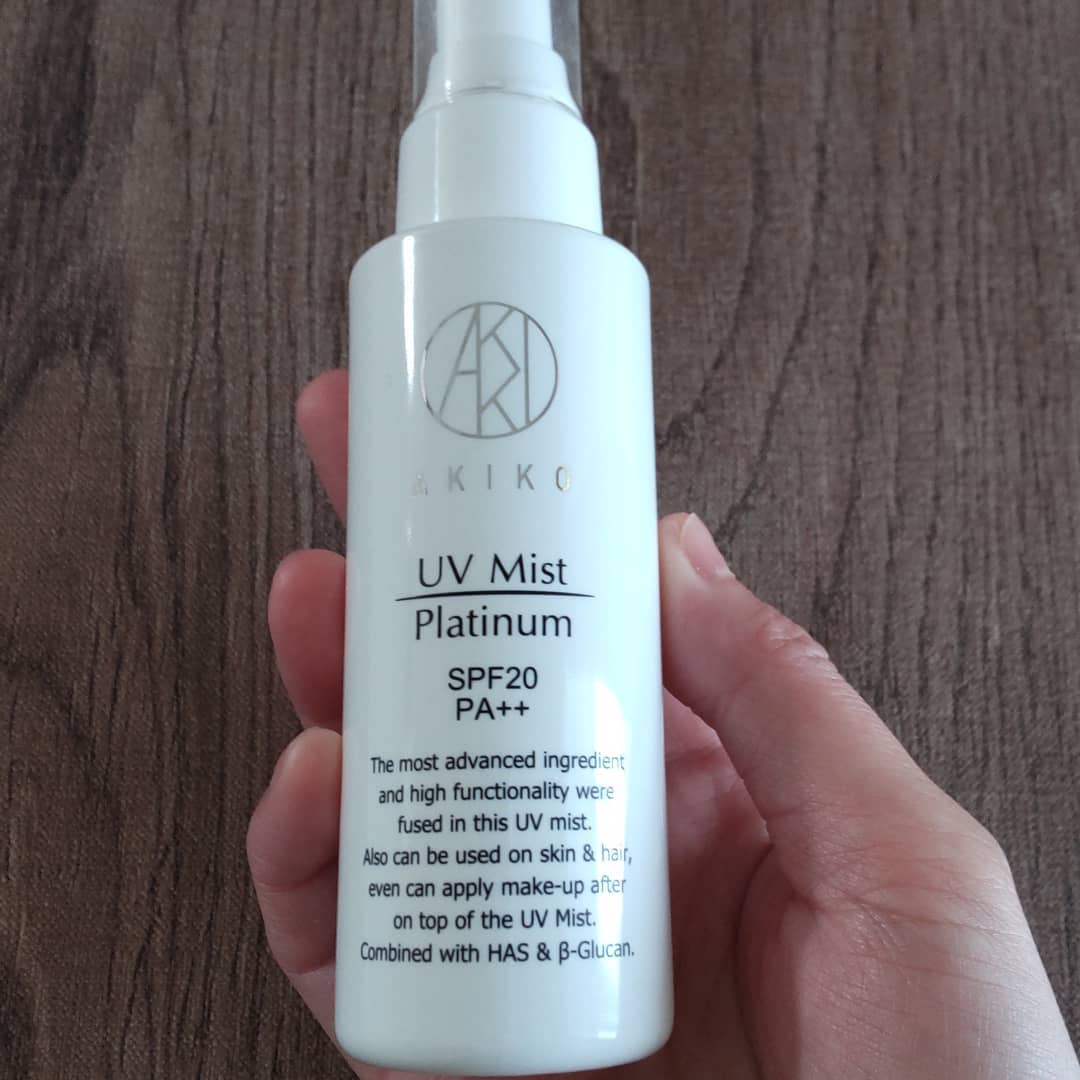 AKI
AKIKO
UV Mist
Platinum
SPF20
PA++
The most advanced ingredient
and high functionality were
fused in this UV mist.
Also can be used on skin & hair,
even can apply make-up after
on top of the UV Mist.
Combined with HAS & β-Glucan.